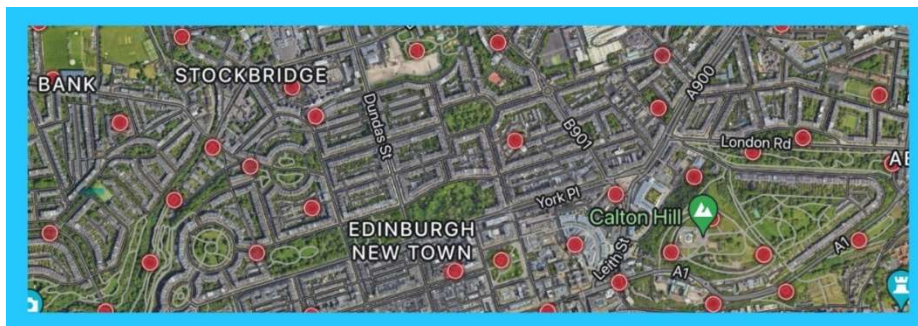 STOCKBRIDGE
BANK
Dundas St
A900
B901
London Rd
York Pl
Calton Hill
EDINBURGH
NEW TOWN
Leith St
A1
A1